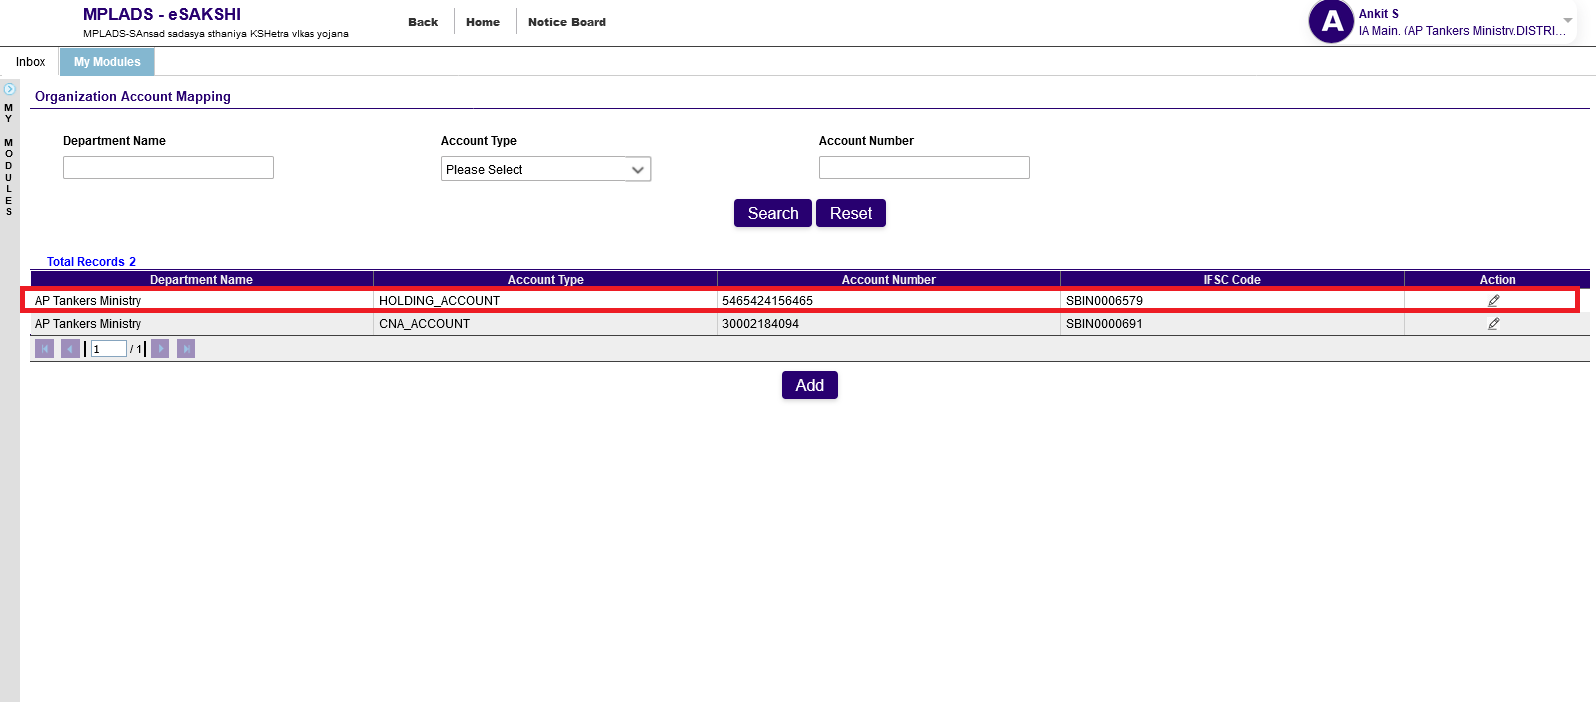 MPLADS - eSAKSHI
MPLADS-SAnsad sadasya sthaniya KSHetra vIkas yojana
Back Home Notice Board
A
Ankit S
IA Main, (AP Tankers Ministry,DISTRI...
Inbox My Modules
MY MODULES
Organization Account Mapping
Department Name Account Type Account Number
Please Select
Search Reset
Total Records 2
Department Name Account Type Account Number IFSC Code Action
AP Tankers Ministry HOLDING_ACCOUNT 5465424156465 SBIN0006579
AP Tankers Ministry CNA_ACCOUNT 30002184094 SBIN0000691
1 / 1
Add